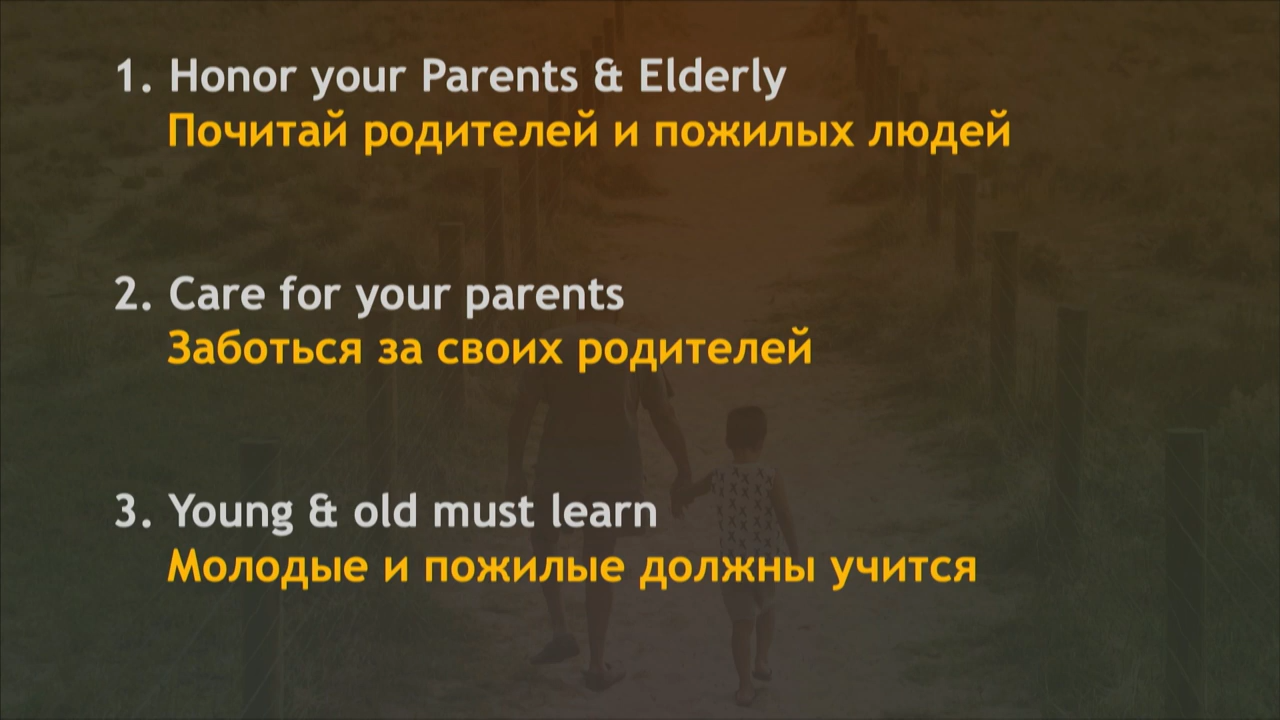 1. Honor your Parents & Elderly
Почитай родителей и пожилых людей
2. Care for your parents
Заботься за своих родителей
3. Young & old must learn
Молодые и пожилые должны учится